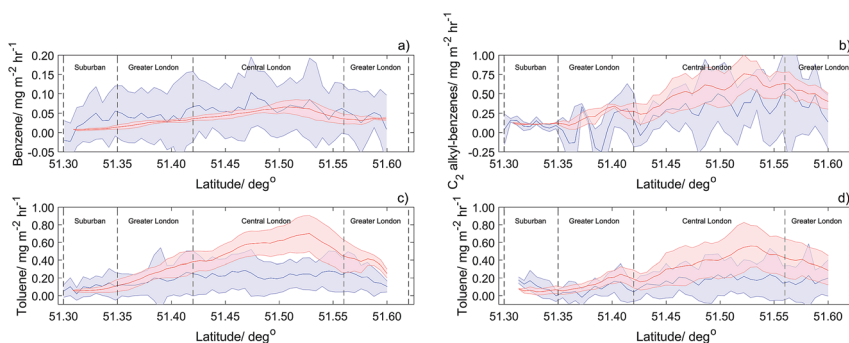 a)
Benzene/ mg m⁻² hr⁻¹
0.20
0.15
0.10
0.05
0.00
-0.05
Suburban Greater London Central London Greater London
51.30 51.35 51.40 51.45 51.50 51.55 51.60
Latitude/ deg°
b)
C₂ alkyl-benzenes/ mg m⁻² hr⁻¹
1.00
0.75
0.50
0.25
0.00
-0.25
Suburban Greater London Central London Greater London
51.30 51.35 51.40 51.45 51.50 51.55 51.60
Latitude/ deg°
c)
Toluene/ mg m⁻² hr⁻¹
1.00
0.80
0.60
0.40
0.20
0.00
Suburban Greater London Central London Greater London
51.30 51.35 51.40 51.45 51.50 51.55 51.60
Latitude/ deg°
d)
Toluene/ mg m⁻² hr⁻¹
1.00
0.80
0.60
0.40
0.20
0.00
Suburban Greater London Central London Greater London
51.30 51.35 51.40 51.45 51.50 51.55 51.60
Latitude/ deg°